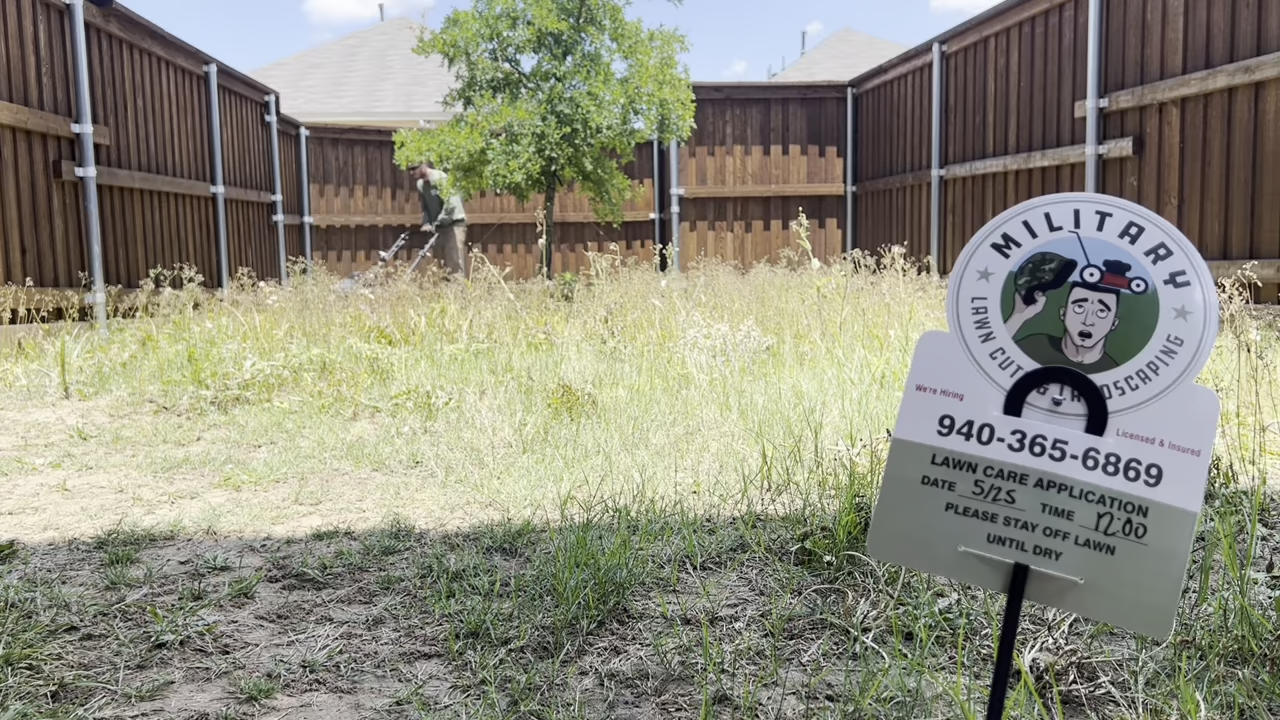 MILITARY
LAWN CUTS & LANDSCAPING
We're Hiring
Licensed & Insured
940-365-6869
LAWN CARE APPLICATION
DATE 5/25 TIME 12:00
PLEASE STAY OFF LAWN
UNTIL DRY